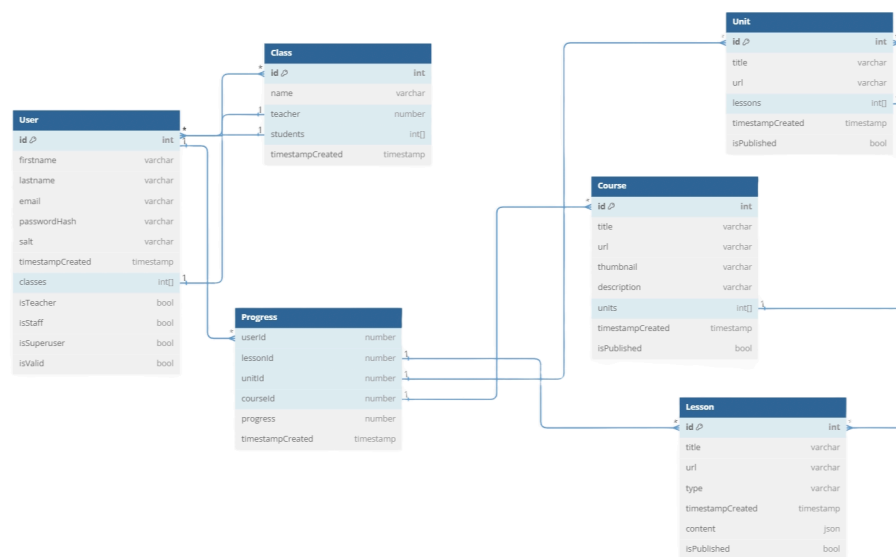 User
id int
firstname varchar
lastname varchar
email varchar
passwordHash varchar
salt varchar
timestampCreated timestamp
classes int[]
isTeacher bool
isStaff bool
isSuperuser bool
isValid bool
Class
id int
name varchar
teacher number
students int[]
timestampCreated timestamp
Progress
userId number
lessonId number
unitId number
courseId number
progress number
timestampCreated timestamp
Unit
id int
title varchar
url varchar
lessons int[]
timestampCreated timestamp
isPublished bool
Course
id int
title varchar
url varchar
thumbnail varchar
description varchar
units int[]
timestampCreated timestamp
isPublished bool
Lesson
id int
title varchar
url varchar
type varchar
timestampCreated timestamp
content json
isPublished bool